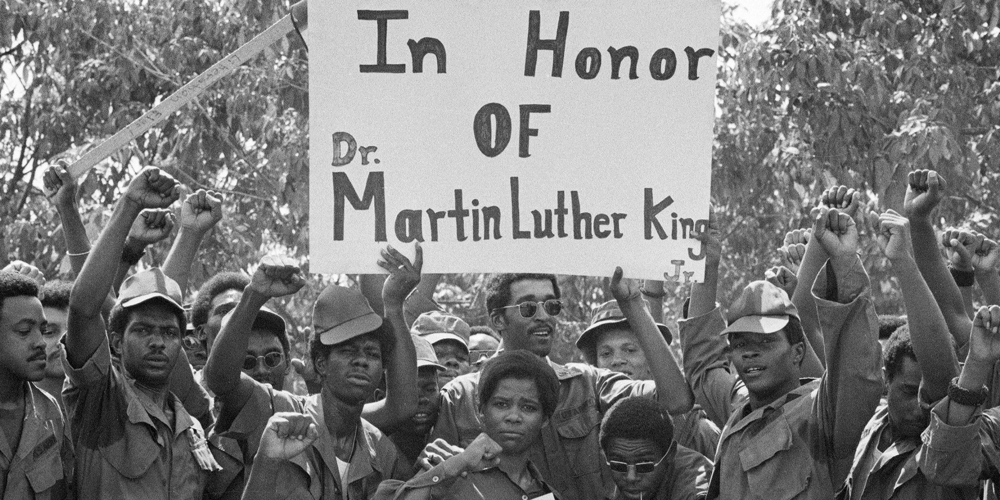 In Honor
OF
Dr.
Martin Luther King
Jr.